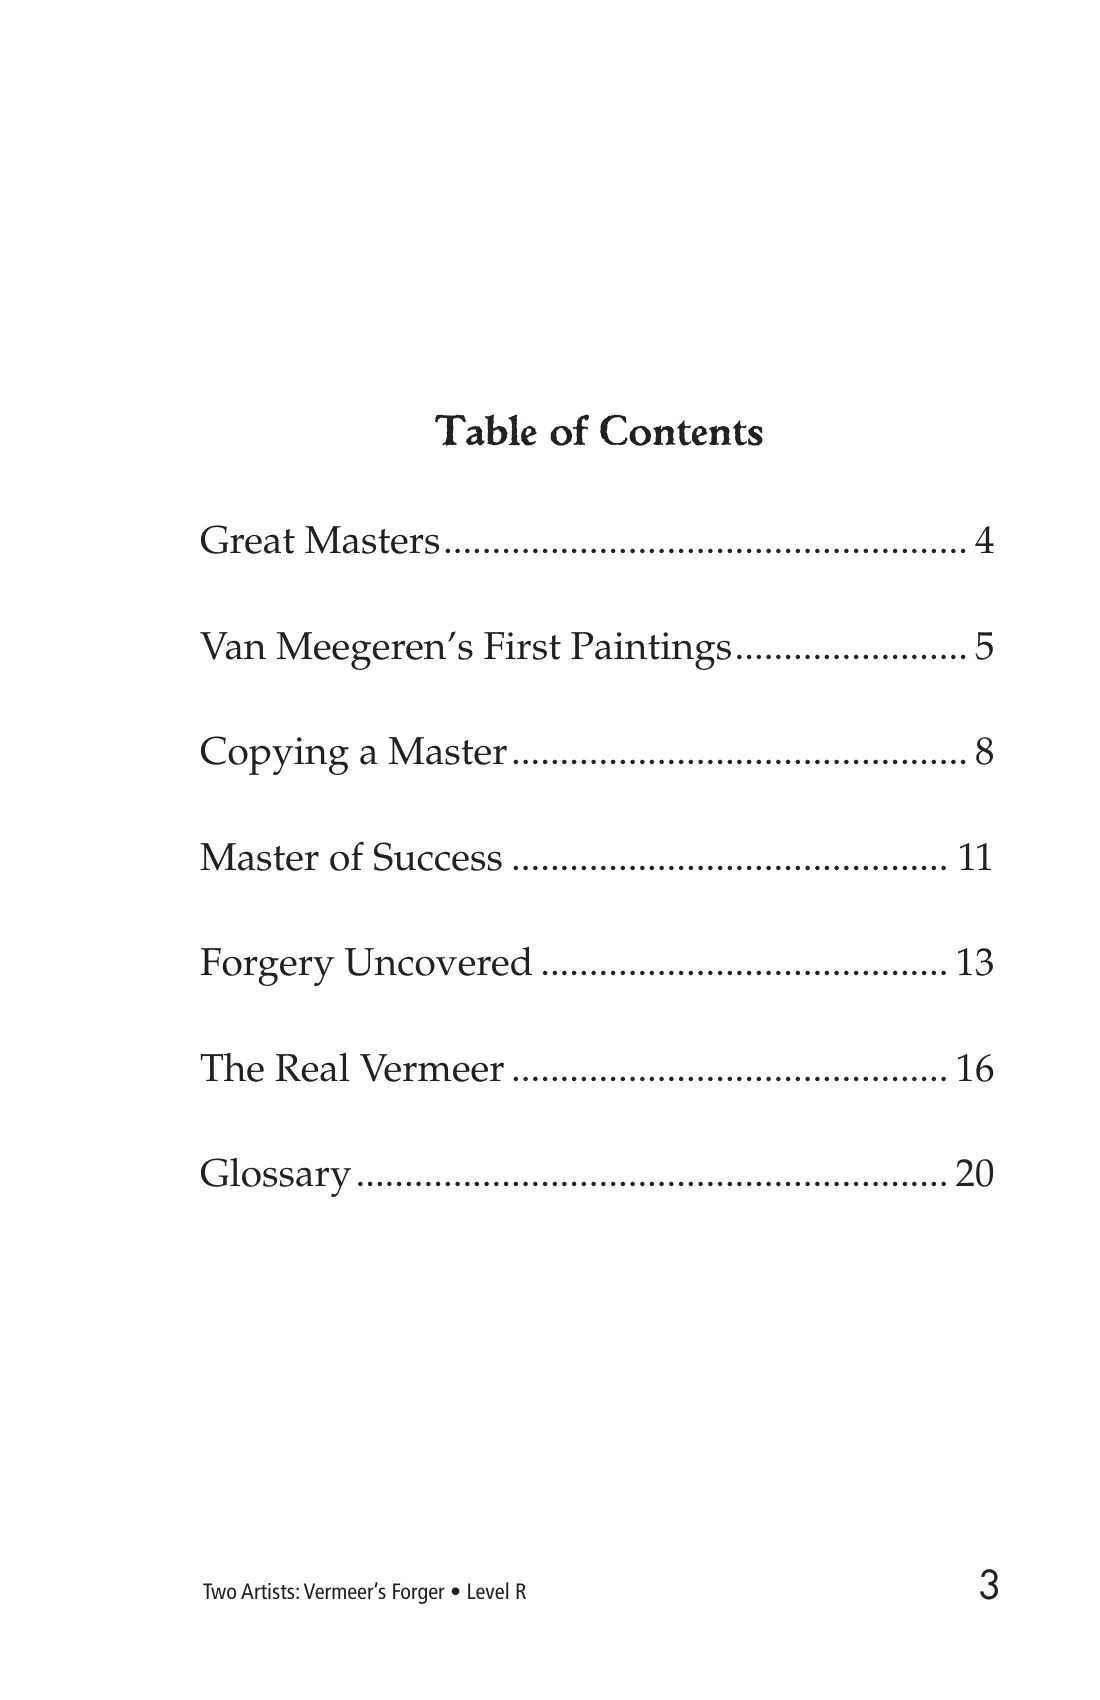 Table of Contents
Great Masters...................................................... 4
Van Meegeren’s First Paintings........................ 5
Copying a Master............................................... 8
Master of Success ............................................. 11
Forgery Uncovered .......................................... 13
The Real Vermeer ............................................. 16
Glossary............................................................. 20
Two Artists: Vermeer’s Forger • Level R
3